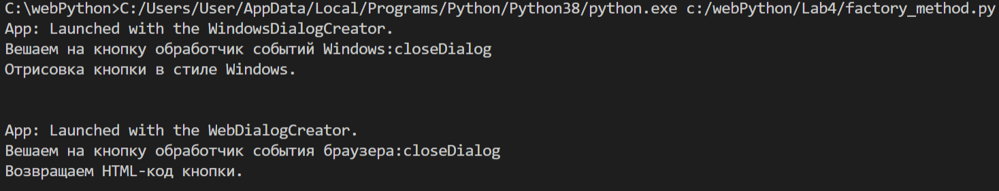 C:\webPython>C:/Users/User/AppData/Local/Programs/Python/Python38/python.exe c:/webPython/Lab4/factory_method.py
App: Launched with the WindowsDialogCreator.
Вешаем на кнопку обработчик событий Windows:closeDialog
Отрисовка кнопки в стиле Windows.
App: Launched with the WebDialogCreator.
Вешаем на кнопку обработчик события браузера:closeDialog
Возвращаем HTML-код кнопки.